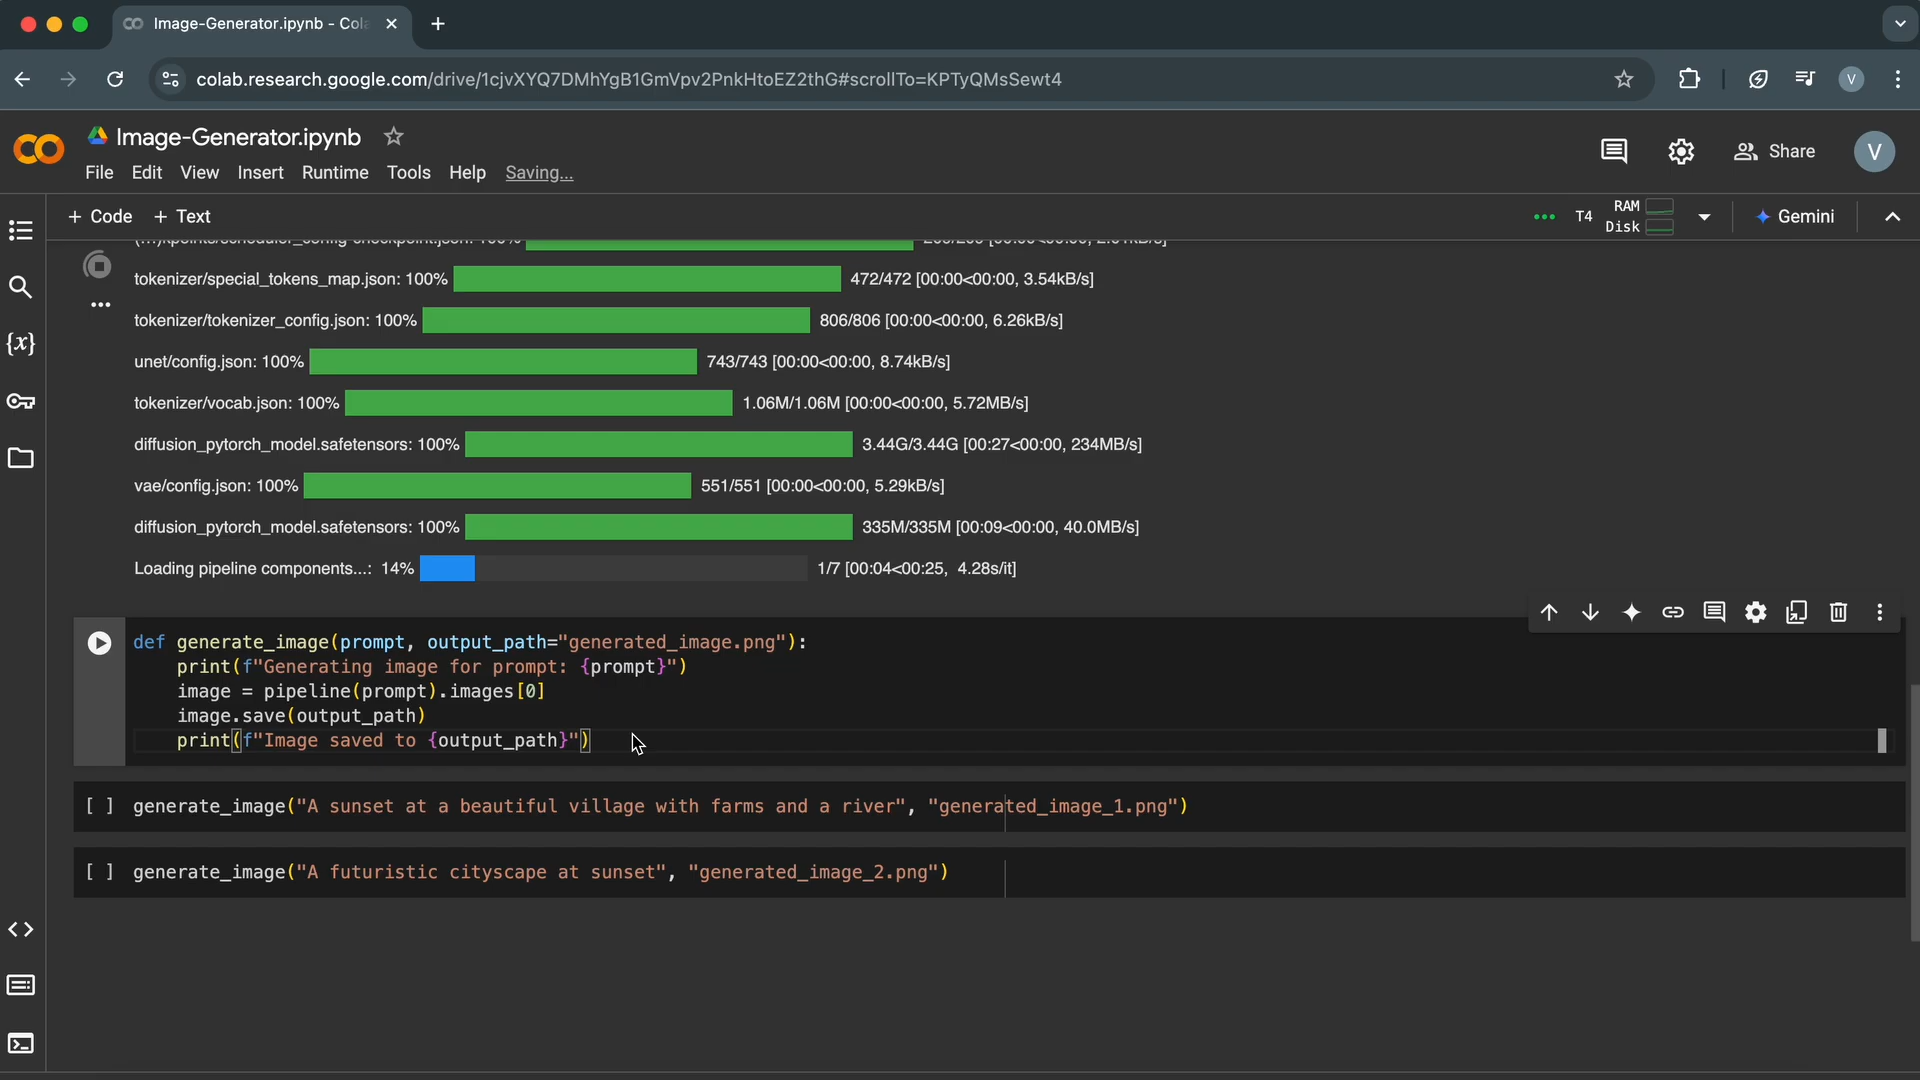 Image-Generator.ipynb - Cola
colab.research.google.com/drive/1cjvXYQ7DMhYgB1GmVpv2PnkHtoEZ2thG#scrollTo=KPTyQMsSewt4
V
Image-Generator.ipynb
Share
V
File Edit View Insert Runtime Tools Help Saving...
+ Code + Text
T4
RAM
Disk
Gemini
tokenizer/special_tokens_map.json: 100% 472/472 [00:00<00:00, 3.54kB/s]
tokenizer/tokenizer_config.json: 100% 806/806 [00:00<00:00, 6.26kB/s]
unet/config.json: 100% 743/743 [00:00<00:00, 8.74kB/s]
tokenizer/vocab.json: 100% 1.06M/1.06M [00:00<00:00, 5.72MB/s]
diffusion_pytorch_model.safetensors: 100% 3.44G/3.44G [00:27<00:00, 234MB/s]
vae/config.json: 100% 551/551 [00:00<00:00, 5.29kB/s]
diffusion_pytorch_model.safetensors: 100% 335M/335M [00:09<00:00, 40.0MB/s]
Loading pipeline components...: 14% 1/7 [00:04<00:25, 4.28s/it]
def generate_image(prompt, output_path="generated_image.png"):
print(f"Generating image for prompt: {prompt}")
image = pipeline(prompt).images[0]
image.save(output_path)
print(f"Image saved to {output_path}")
[ ] generate_image("A sunset at a beautiful village with farms and a river", "generated_image_1.png")
[ ] generate_image("A futuristic cityscape at sunset", "generated_image_2.png")